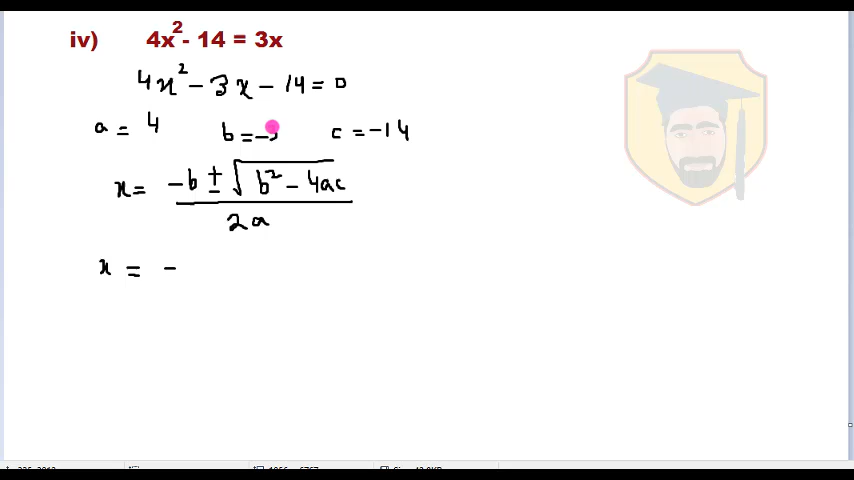 iv) 4x² - 14 = 3x
4x² - 3x - 14 = 0
a = 4 b = -3 c = -14
x = -b ± √b² - 4ac
2a
x = -